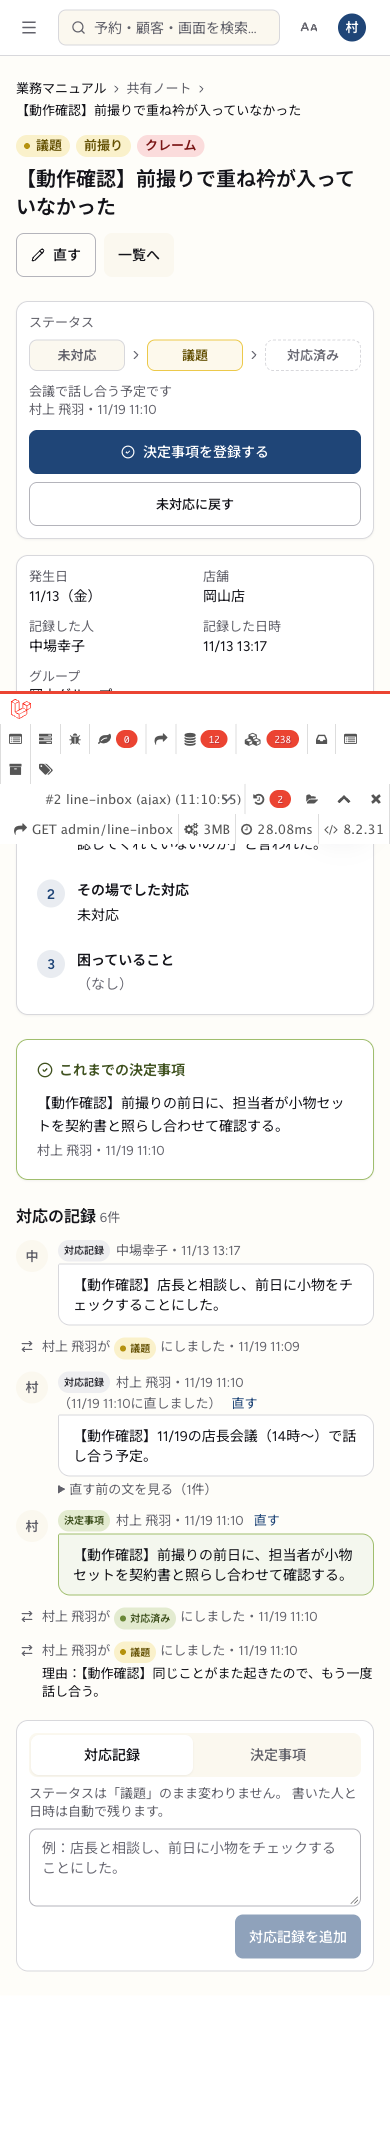 予約・顧客・画面を検索...
AA
村
業務マニュアル > 共有ノート >
【動作確認】前撮りで重ね衿が入っていなかった
議題 前撮り クレーム
【動作確認】前撮りで重ね衿が入って
いなかった
直す 一覧へ
ステータス
未対応 > 議題 > 対応済み
会議で話し合う予定です
村上 飛羽・11/19 11:10
決定事項を登録する
未対応に戻す
発生日 店舗
11/13（金） 岡山店
記録した人 記録した日時
中場幸子 11/13 13:17
グループ
0 12 238
#2 line-inbox (ajax) (11:10:55) 2
GET admin/line-inbox 3MB 28.08ms 8.2.31
認してくれていないのか」と言われた。
2 その場でした対応
未対応
3 困っていること
（なし）
これまでの決定事項
【動作確認】前撮りの前日に、担当者が小物セッ
トを契約書と照らし合わせて確認する。
村上 飛羽・11/19 11:10
対応の記録 6件
中 対応記録 中場幸子・11/13 13:17
【動作確認】店長と相談し、前日に小物をチ
ェックすることにした。
村上 飛羽が 議題 にしました・11/19 11:09
村 対応記録 村上 飛羽・11/19 11:10
（11/19 11:10に直しました） 直す
【動作確認】11/19の店長会議（14時〜）で話
し合う予定。
直す前の文を見る（1件）
村 決定事項 村上 飛羽・11/19 11:10 直す
【動作確認】前撮りの前日に、担当者が小物
セットを契約書と照らし合わせて確認する。
村上 飛羽が 対応済み にしました・11/19 11:10
村上 飛羽が 議題 にしました・11/19 11:10
理由：【動作確認】同じことがまた起きたので、もう一度
話し合う。
対応記録 決定事項
ステータスは「議題」のまま変わりません。 書いた人と
日時は自動で残ります。
例：店長と相談し、前日に小物をチェックする
ことにした。
対応記録を追加